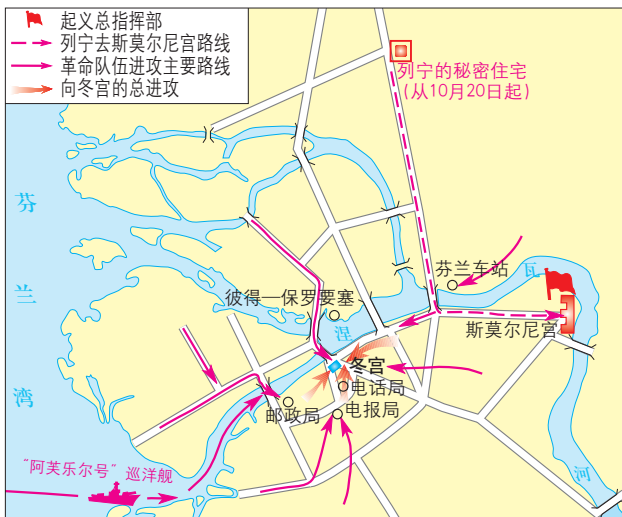 起义总指挥部
列宁去斯莫尔尼宫路线
革命队伍进攻主要路线
向冬宫的总进攻
列宁的秘密住宅
(从10月20日起)
芬
兰
湾
芬兰车站
瓦
彼得—保罗要塞
涅
斯莫尔尼宫
冬宫
电话局
邮政局
电报局
“阿芙乐尔号”巡洋舰
河